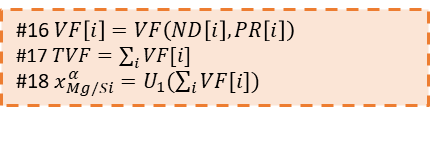 #16 VF[i] = VF(ND[i],PR[i])
#17 TVF = ∑ᵢ VF[i]
#18 x^α_{Mg/Si} = U₁(∑ᵢ VF[i])